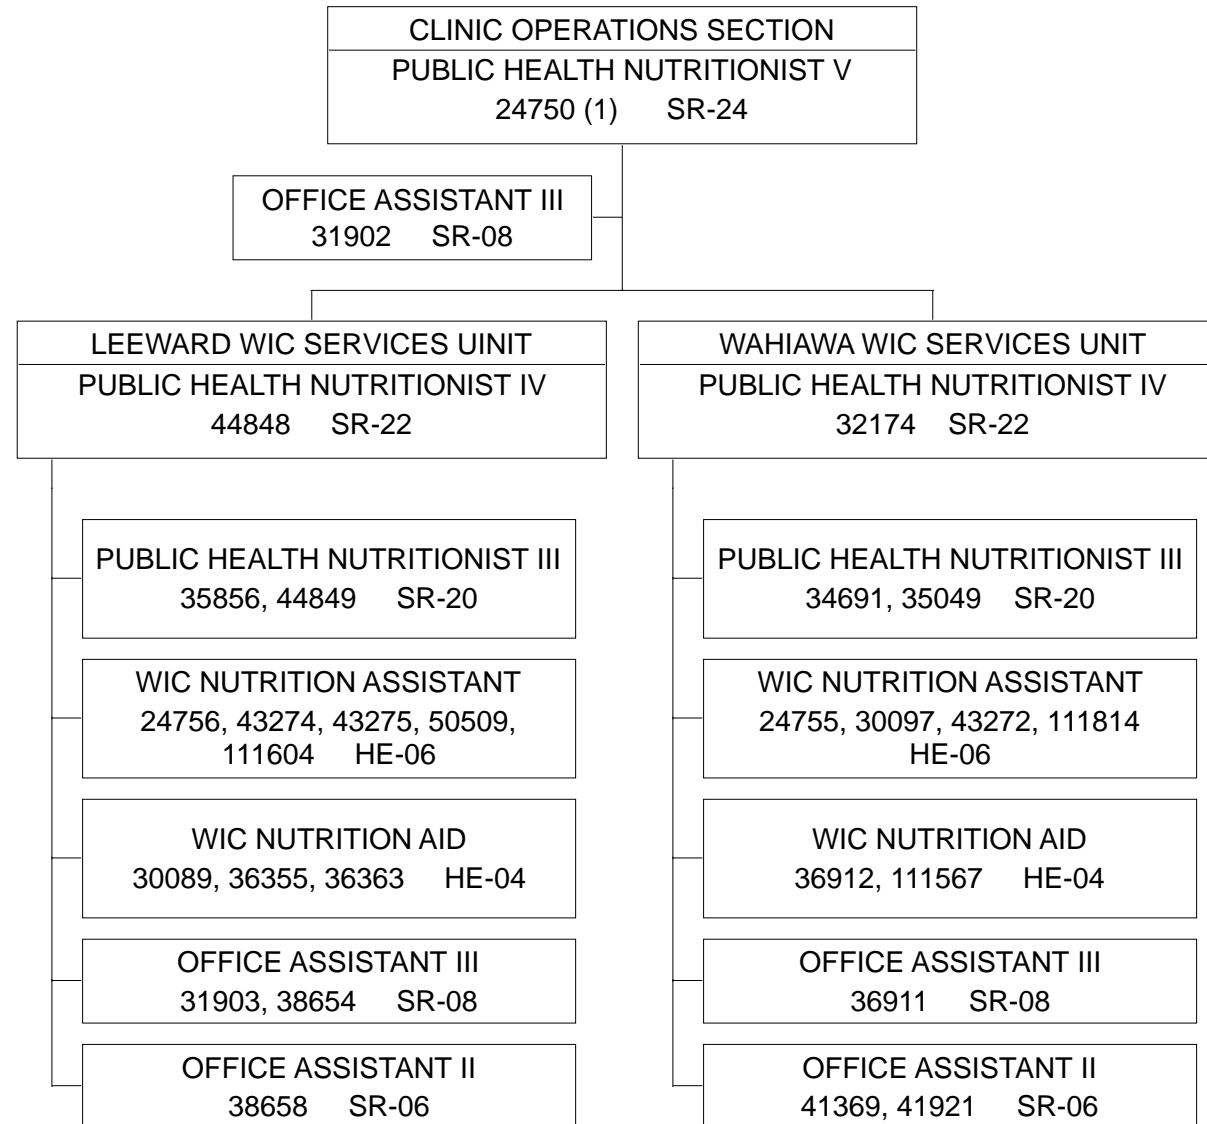 CLINIC OPERATIONS SECTION
PUBLIC HEALTH NUTRITIONIST V
24750 (1) SR-24
OFFICE ASSISTANT III
31902 SR-08
LEEWARD WIC SERVICES UINIT
PUBLIC HEALTH NUTRITIONIST IV
44848 SR-22
PUBLIC HEALTH NUTRITIONIST III
35856, 44849 SR-20
WIC NUTRITION ASSISTANT
24756, 43274, 43275, 50509,
111604 HE-06
WIC NUTRITION AID
30089, 36355, 36363 HE-04
OFFICE ASSISTANT III
31903, 38654 SR-08
OFFICE ASSISTANT II
38658 SR-06
WAHIAWA WIC SERVICES UNIT
PUBLIC HEALTH NUTRITIONIST IV
32174 SR-22
PUBLIC HEALTH NUTRITIONIST III
34691, 35049 SR-20
WIC NUTRITION ASSISTANT
24755, 30097, 43272, 111814
HE-06
WIC NUTRITION AID
36912, 111567 HE-04
OFFICE ASSISTANT III
36911 SR-08
OFFICE ASSISTANT II
41369, 41921 SR-06